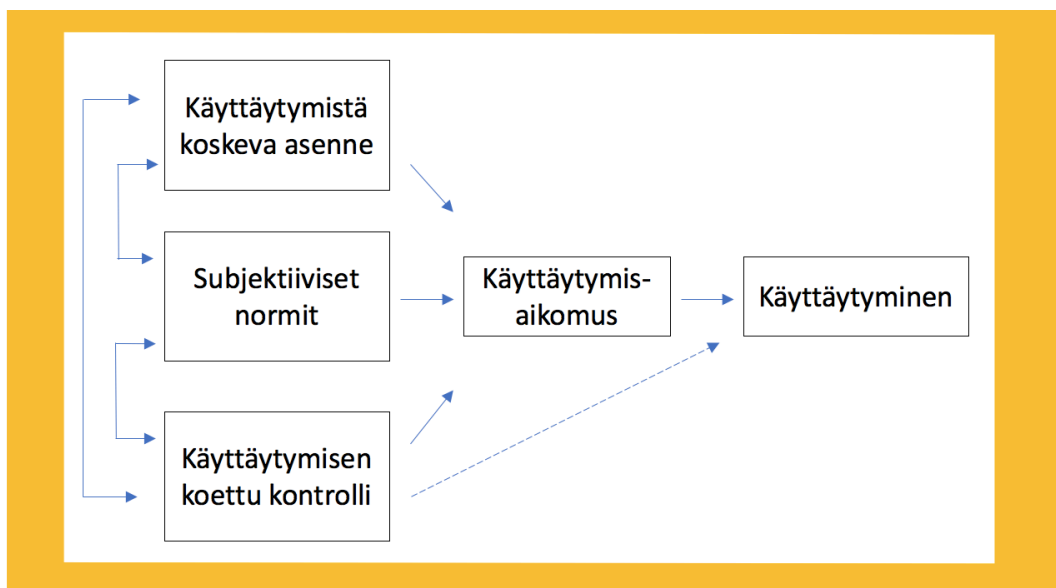 Käyttäytymistä
koskeva asenne
Subjektiiviset
normit
Käyttäytymisen
koettu kontrolli
Käyttäytymis-
aikomus
Käyttäytyminen